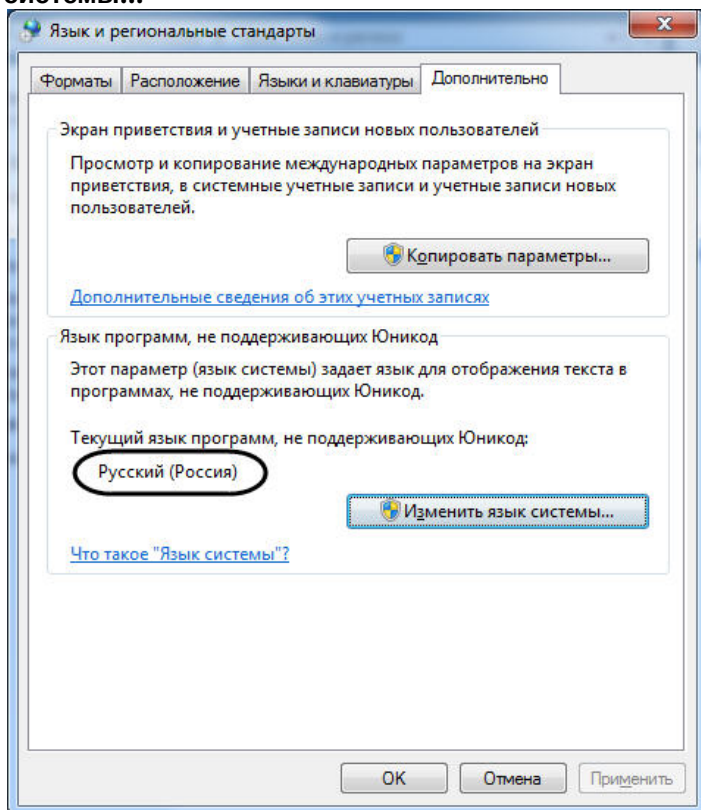 системы...
Язык и региональные стандарты
Форматы Расположение Языки и клавиатуры Дополнительно
Экран приветствия и учетные записи новых пользователей
Просмотр и копирование международных параметров на экран
приветствия, в системные учетные записи и учетные записи новых
пользователей.
Копировать параметры...
Дополнительные сведения об этих учетных записях
Язык программ, не поддерживающих Юникод
Этот параметр (язык системы) задает язык для отображения текста в
программах, не поддерживающих Юникод.
Текущий язык программ, не поддерживающих Юникод:
Русский (Россия)
Изменить язык системы...
Что такое "Язык системы"?
ОК Отмена Применить